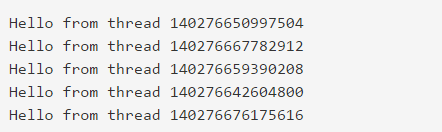 Hello from thread 140276650997504
Hello from thread 140276667782912
Hello from thread 140276659390208
Hello from thread 140276642604800
Hello from thread 140276676175616